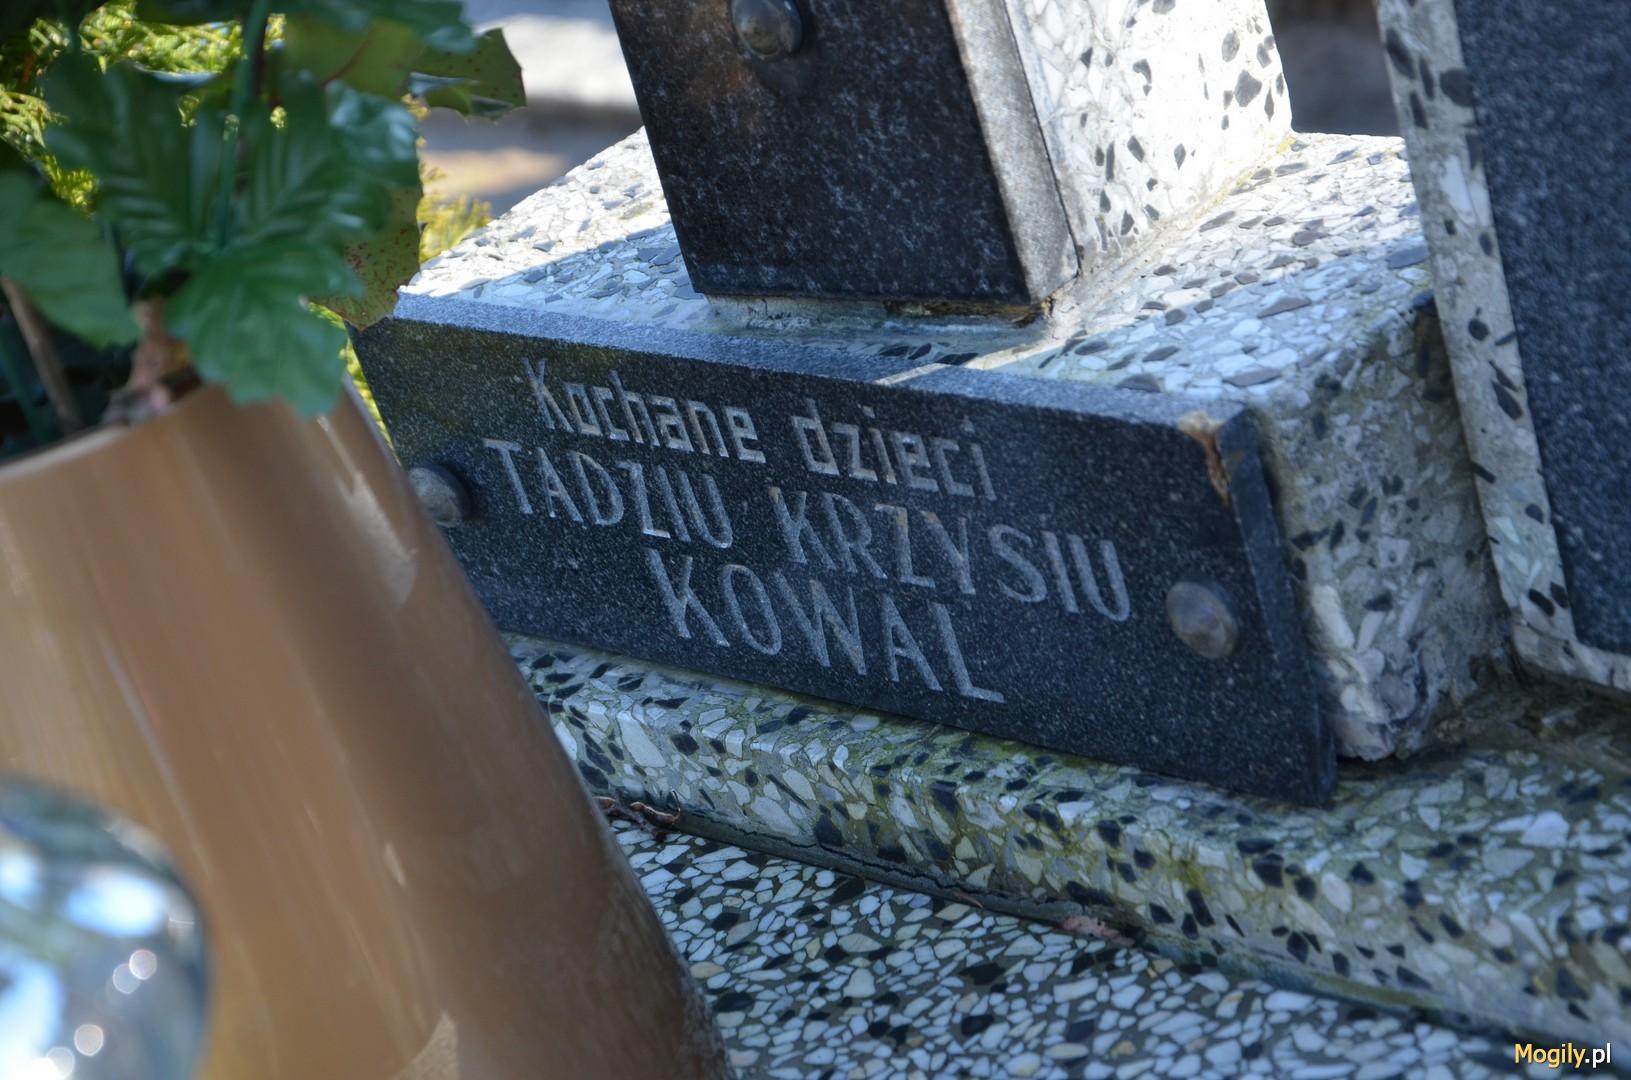 Kochane dzieci
TADZIU KRZYSIU
KOWAL
Mogily.pl